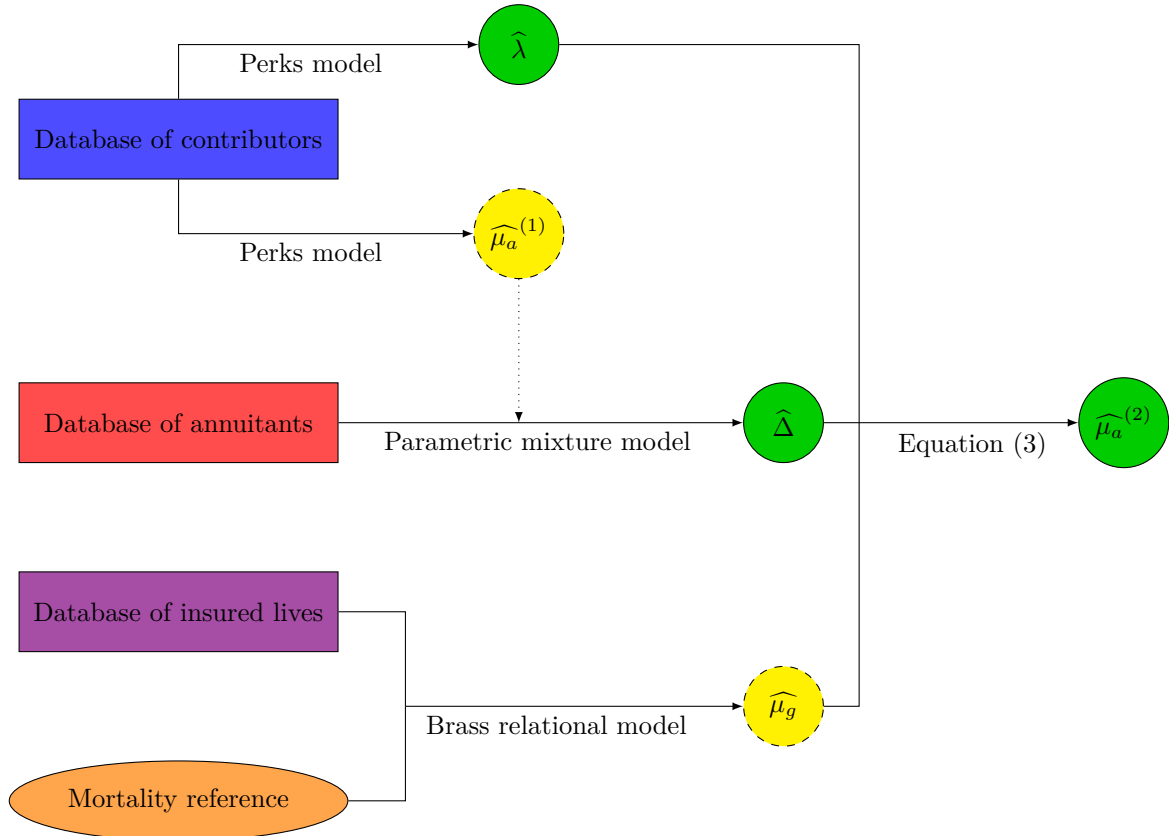 λ̂
Perks model
Database of contributors
μ̂ₐ⁽¹⁾
Perks model
Database of annuitants
Δ̂
μ̂ₐ⁽²⁾
Parametric mixture model
Equation (3)
Database of insured lives
μ̂_g
Brass relational model
Mortality reference